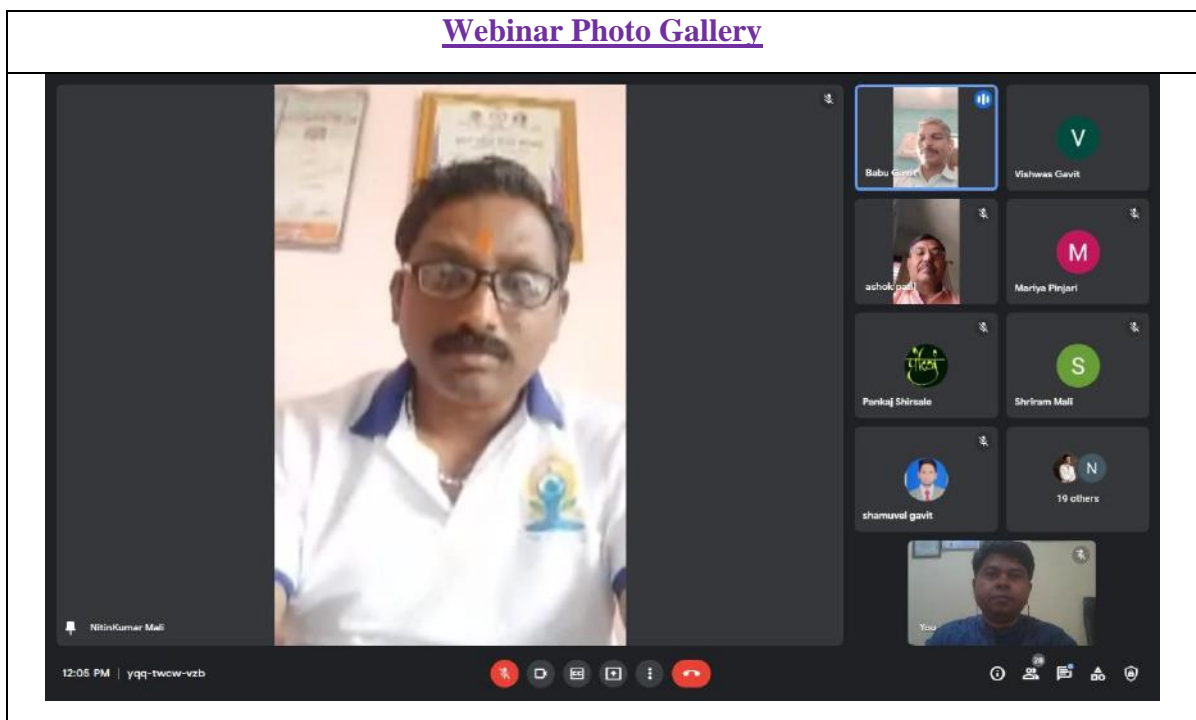 Webinar Photo Gallery
Babu Gavit
V
Vishwas Gavit
ashok patil
M
Mariya Pinjari
Pankaj Shirsale
S
Shriram Mali
shamuvel gavit
N
19 others
You
NitinKumar Mali
12:05 PM | yqq-twcw-vzb
CC
28